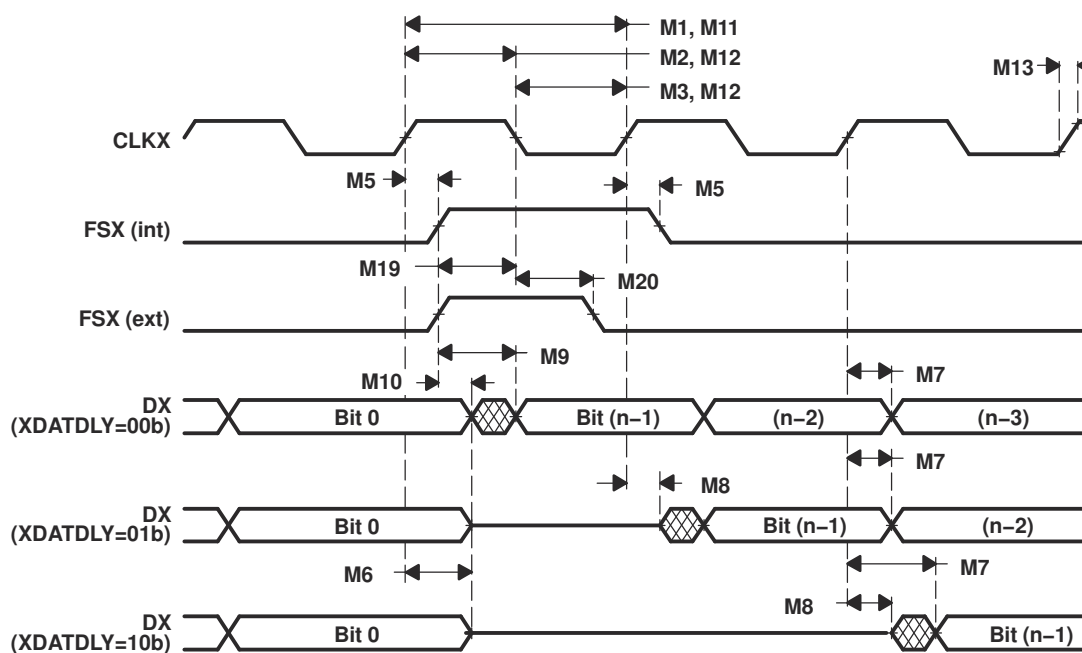 M1, M11
M2, M12
M13
M3, M12
CLKX
M5
M5
FSX (int)
M19
M20
FSX (ext)
M9
M10
M7
DX
(XDATDLY=00b)
Bit 0
Bit (n−1)
(n−2)
(n−3)
M7
M8
DX
(XDATDLY=01b)
Bit 0
Bit (n−1)
(n−2)
M6
M7
M8
DX
(XDATDLY=10b)
Bit 0
Bit (n−1)